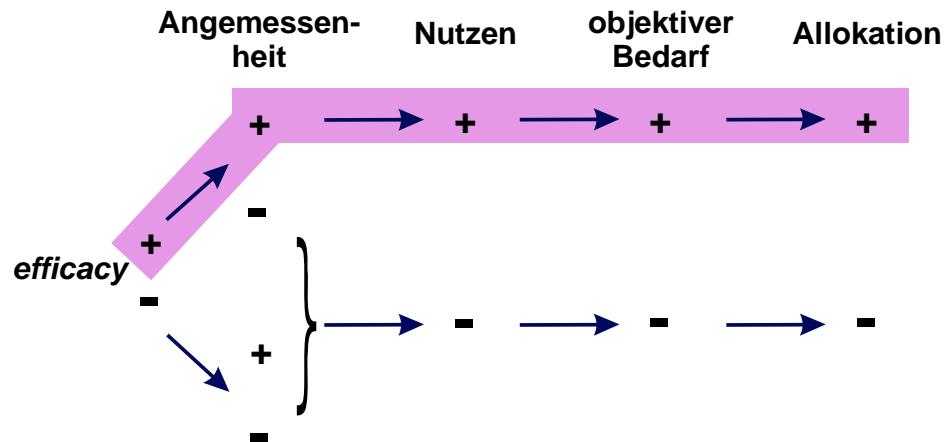 Angemessen-
heit
Nutzen
objektiver
Bedarf
Allokation
+ + + +
-
+
efficacy
-
- - -
+
-